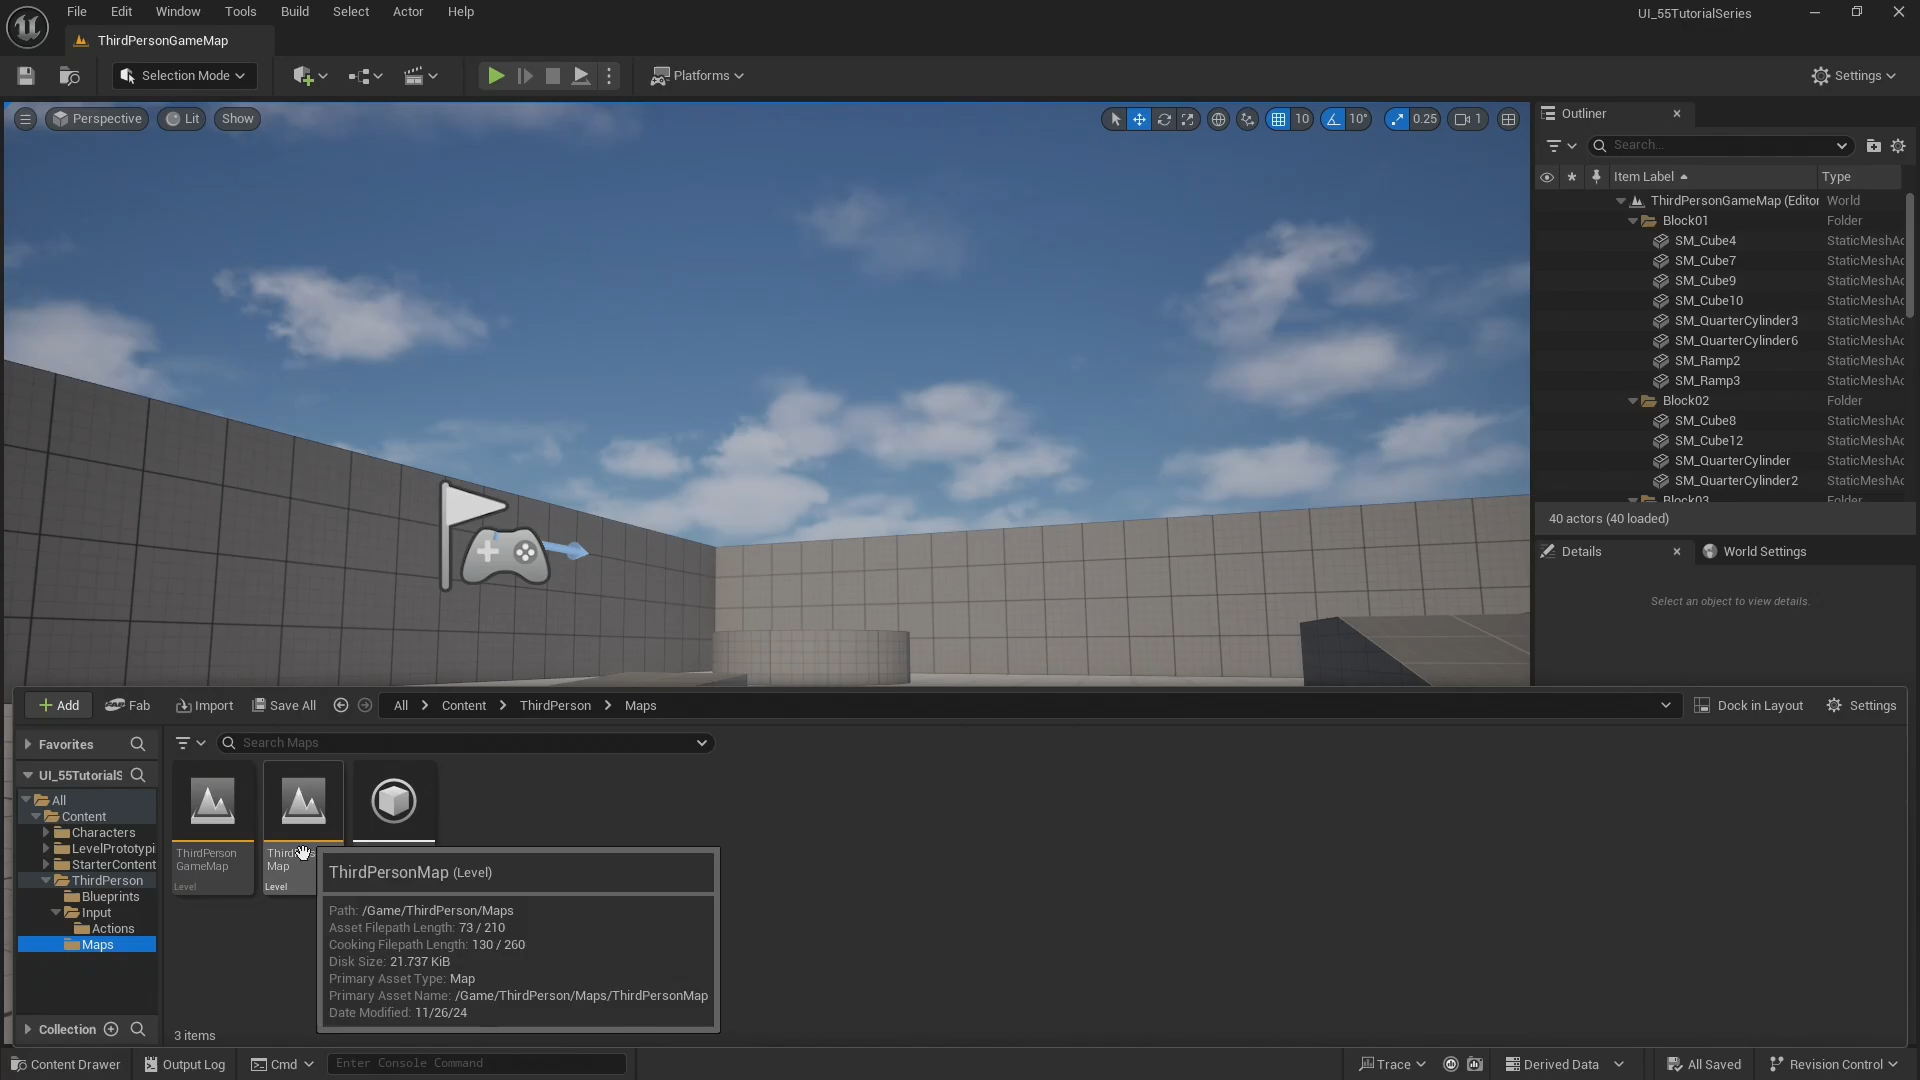 File Edit Window Tools Build Select Actor Help
UI_55TutorialSeries
ThirdPersonGameMap
Selection Mode
Platforms
Settings
Perspective Lit Show
10 10° 0.25 1
Outliner
Search...
Item Label Type
ThirdPersonGameMap (Editor World
Block01 Folder
SM_Cube4 StaticMeshAc
SM_Cube7 StaticMeshAc
SM_Cube9 StaticMeshAc
SM_Cube10 StaticMeshAc
SM_QuarterCylinder3 StaticMeshAc
SM_QuarterCylinder6 StaticMeshAc
SM_Ramp2 StaticMeshAc
SM_Ramp3 StaticMeshAc
Block02 Folder
SM_Cube8 StaticMeshAc
SM_Cube12 StaticMeshAc
SM_QuarterCylinder StaticMeshAc
SM_QuarterCylinder2 StaticMeshAc
Block03 Folder
40 actors (40 loaded)
Details World Settings
Select an object to view details.
Add Fab Import Save All All Content ThirdPerson Maps Dock in Layout Settings
Favorites
Search Maps
UI_55TutorialS
All
Content
Characters
LevelPrototypi
StarterContent
ThirdPerson
Blueprints
Input
Actions
Maps
Collection
ThirdPerson
GameMap
Level
Map
Level
ThirdPersonMap (Level)
Path: /Game/ThirdPerson/Maps
Asset Filepath Length: 73 / 210
Cooking Filepath Length: 130 / 260
Disk Size: 21.737 KiB
Primary Asset Type: Map
Primary Asset Name: /Game/ThirdPerson/Maps/ThirdPersonMap
Date Modified: 11/26/24
3 items
Content Drawer Output Log Cmd Enter Console Command Trace Derived Data All Saved Revision Control